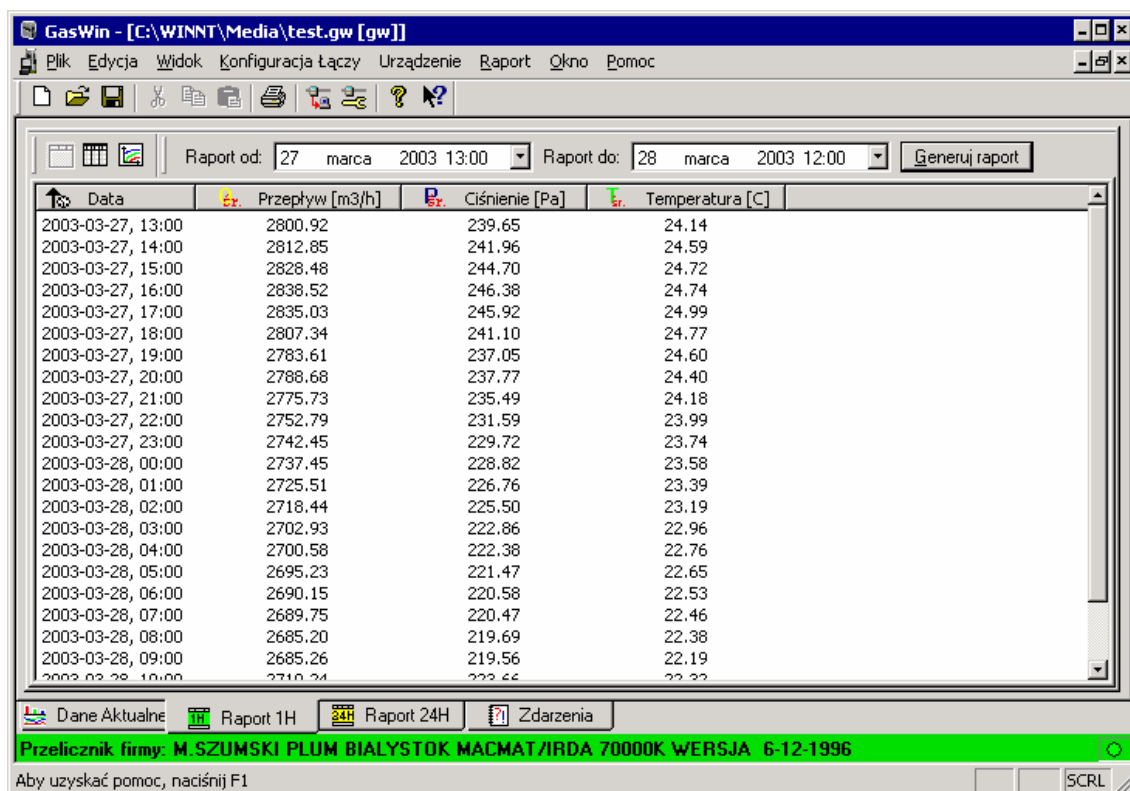 GasWin - [C:\WINNT\Media\test.gw [gw]]
Plik Edycja Widok Konfiguracja Łączy Urządzenie Raport Okno Pomoc
Raport od: 27 marca 2003 13:00 Raport do: 28 marca 2003 12:00 Generuj raport
Data Przepływ [m3/h] Ciśnienie [Pa] Temperatura [C]
2003-03-27, 13:00 2800.92 239.65 24.14
2003-03-27, 14:00 2812.85 241.96 24.59
2003-03-27, 15:00 2828.48 244.70 24.72
2003-03-27, 16:00 2838.52 246.38 24.74
2003-03-27, 17:00 2835.03 245.92 24.99
2003-03-27, 18:00 2807.34 241.10 24.77
2003-03-27, 19:00 2783.61 237.05 24.60
2003-03-27, 20:00 2788.68 237.77 24.40
2003-03-27, 21:00 2775.73 235.49 24.18
2003-03-27, 22:00 2752.79 231.59 23.99
2003-03-27, 23:00 2742.45 229.72 23.74
2003-03-28, 00:00 2737.45 228.82 23.58
2003-03-28, 01:00 2725.51 226.76 23.39
2003-03-28, 02:00 2718.44 225.50 23.19
2003-03-28, 03:00 2702.93 222.86 22.96
2003-03-28, 04:00 2700.58 222.38 22.76
2003-03-28, 05:00 2695.23 221.47 22.65
2003-03-28, 06:00 2690.15 220.58 22.53
2003-03-28, 07:00 2689.75 220.47 22.46
2003-03-28, 08:00 2685.20 219.69 22.38
2003-03-28, 09:00 2685.26 219.56 22.19
Dane Aktualne 1H Raport 1H 24H Raport 24H Zdarzenia
Przelicznik firmy: M.SZUMSKI PLUM BIALYSTOK MACMAT/IRDA 70000K WERSJA 6-12-1996
Aby uzyskać pomoc, naciśnij F1 SCRL